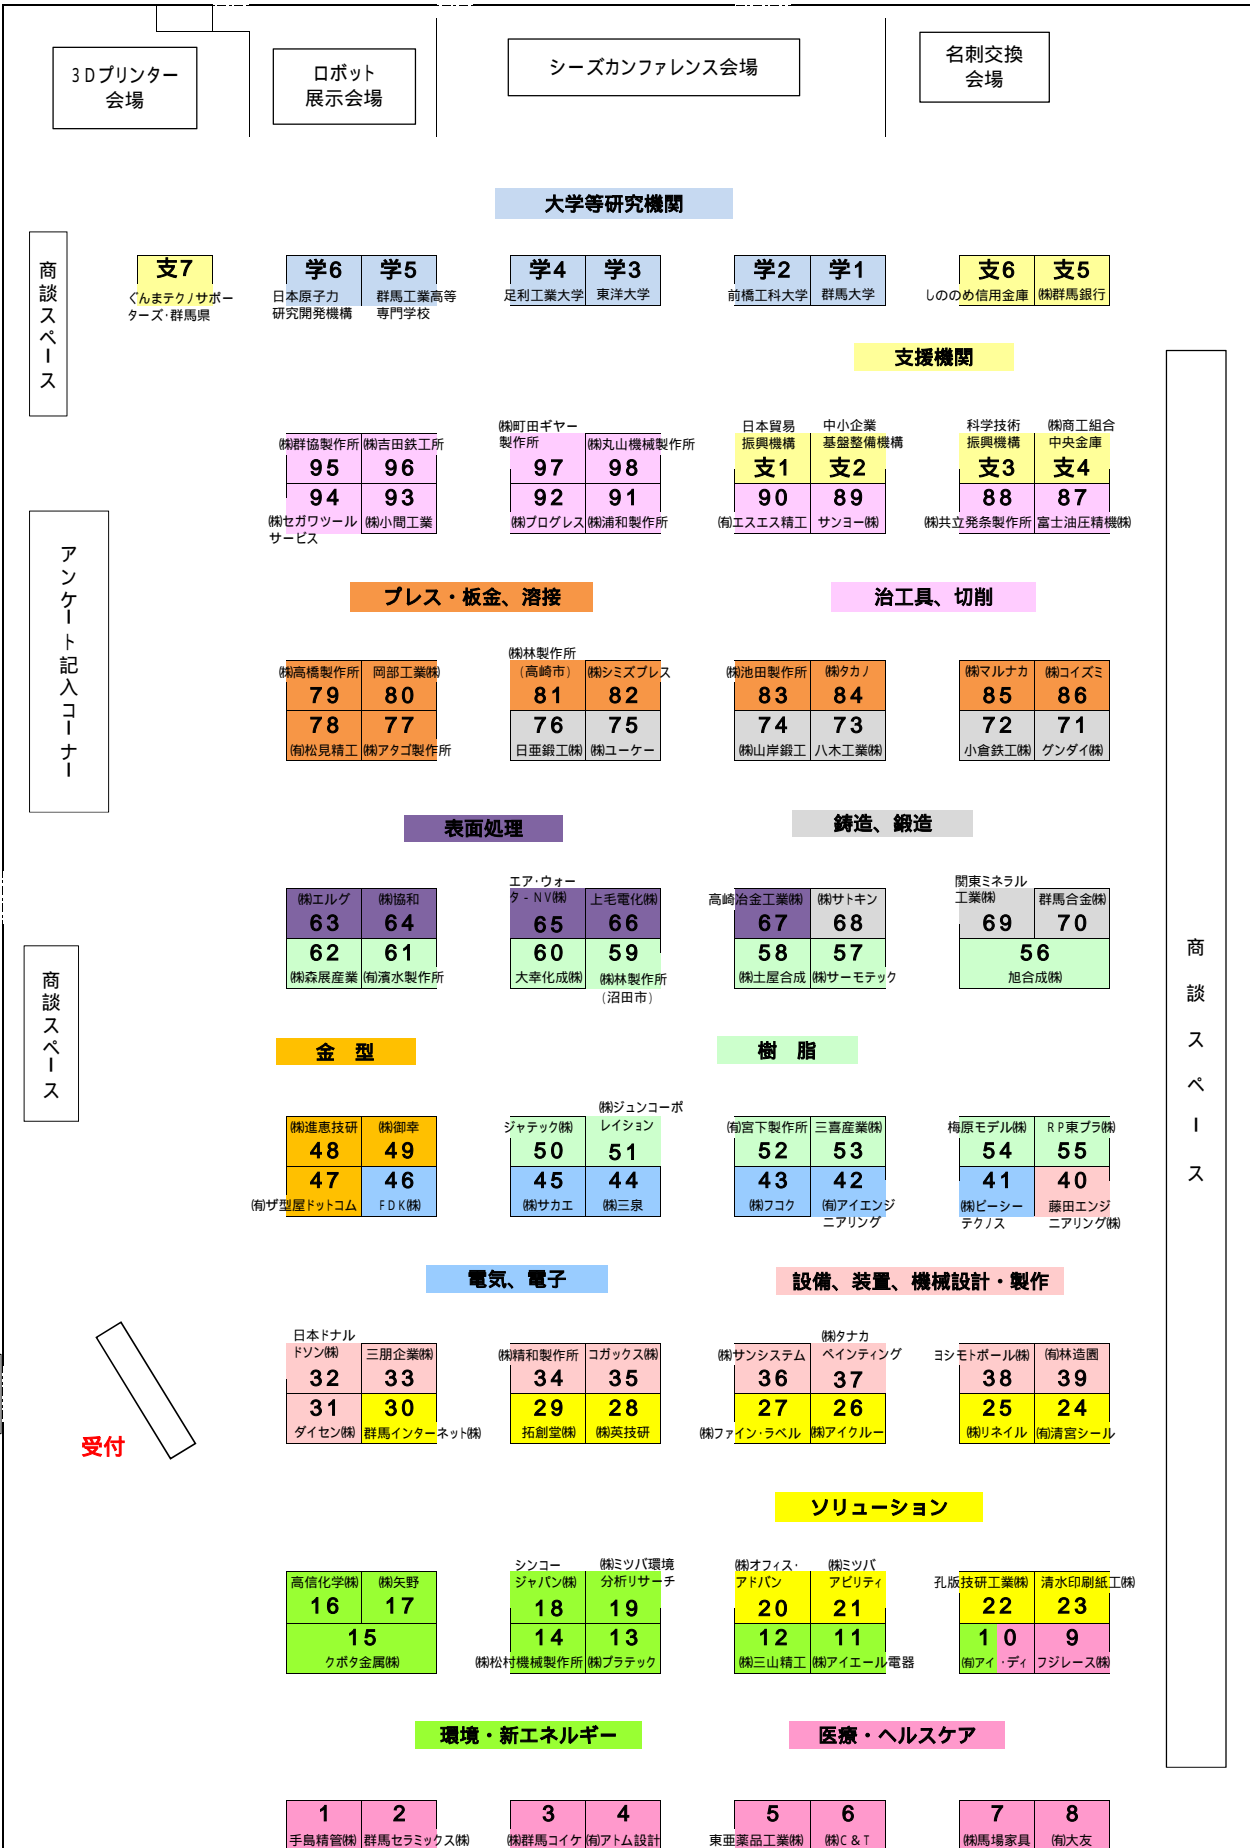 3Dプリンター
会場
ロボット
展示会場
シーズカンファレンス会場
名刺交換
会場
大学等研究機関
商談スペース
支7
ぐんまテクノサポー
ターズ・群馬県
学6 学5
日本原子力
研究開発機構
群馬工業高等
専門学校
学4 学3
足利工業大学 東洋大学
学2 学1
前橋工科大学 群馬大学
支6 支5
しののめ信用金庫 ㈱群馬銀行
支援機関
㈱群協製作所 ㈱吉田鉄工所
95 96
94 93
㈱セガワツール
サービス
㈱小間工業
㈱町田ギヤー
製作所
㈱丸山機械製作所
97 98
92 91
㈱プログレス ㈱浦和製作所
日本貿易
振興機構
中小企業
基盤整備機構
支1 支2
90 89
㈲エスエス精工 サンヨー㈱
科学技術
振興機構
㈱商工組合
中央金庫
支3 支4
88 87
㈱共立発条製作所 富士油圧精機㈱
アンケート記入コーナー
プレス・板金、溶接
治工具、切削
㈱高橋製作所 岡部工業㈱
79 80
78 77
㈲松見精工 ㈱アタゴ製作所
㈱林製作所
(高崎市)
㈱シミズプレス
81 82
76 75
日亜鍛工㈱ ㈱ユーケー
㈱池田製作所 ㈱タカノ
83 84
74 73
㈱山岸鍛工 八木工業㈱
㈱マルナカ ㈱コイズミ
85 86
72 71
小倉鉄工㈱ グンダイ㈱
表面処理
鋳造、鍛造
㈱エルグ ㈱協和
63 64
62 61
㈱森展産業 ㈲濱水製作所
エア・ウォー
タ-NV㈱
上毛電化㈱
65 66
60 59
大幸化成㈱
㈱林製作所
(沼田市)
高崎冶金工業㈱ ㈱サトキン
67 68
58 57
㈱土屋合成 ㈱サーモテック
関東ミネラル
工業㈱
群馬合金㈱
69 70
56
旭合成㈱
商談スペース
商談スペース
金 型
樹 脂
㈱進恵技研 ㈱御幸
48 49
47 46
㈲ザ型屋ドットコム FDK㈱
ジャテック㈱
㈱ジュンコーポ
レイション
50 51
45 44
㈱サカエ ㈱三泉
㈲宮下製作所 三喜産業㈱
52 53
43 42
㈱フコク
㈲アイエンジ
ニアリング
梅原モデル㈱ RP東プラ㈱
54 55
41 40
㈱ピーシー
テクノス
藤田エンジ
ニアリング㈱
電気、電子
設備、装置、機械設計・製作
受付
日本ドナル
ドソン㈱
三朋企業㈱
32 33
31 30
ダイセン㈱ 群馬インターネット㈱
㈱精和製作所 コガックス㈱
34 35
29 28
拓創堂㈱ ㈱英技研
㈱サンシステム
㈱タナカ
ペインティング
36 37
27 26
㈱ファイン・ラベル ㈱アイクルー
ヨシモトポール㈱ ㈲林造園
38 39
25 24
㈱リネイル ㈲清宮シール
ソリューション
高信化学㈱ ㈱矢野
16 17
15
クボタ金属㈱
シンコー
ジャパン㈱
㈱ミツバ環境
分析リサーチ
18 19
14 13
㈱松村機械製作所 ㈱プラテック
㈱オフィス・
アドバン
㈱ミツバ
アビリティ
20 21
12 11
㈱三山精工 ㈱アイエール電器
孔版技研工業㈱ 清水印刷紙工㈱
22 23
10 9
㈲アイ・ディ フジレース㈱
環境・新エネルギー
医療・ヘルスケア
1 2
手島精管㈱ 群馬セラミックス㈱
3 4
㈱群馬コイケ ㈲アトム設計
5 6
東亜薬品工業㈱ ㈱C&T
7 8
㈱馬場家具 ㈲大友